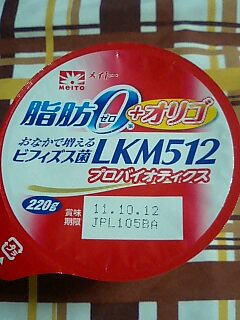 MEITO メイトー
脂肪0ゼロ+オリゴ
おなかで増える
ビフィズス菌 LKM512
プロバイオティクス
220g
賞味 11.10.12
期限 JPL105BA